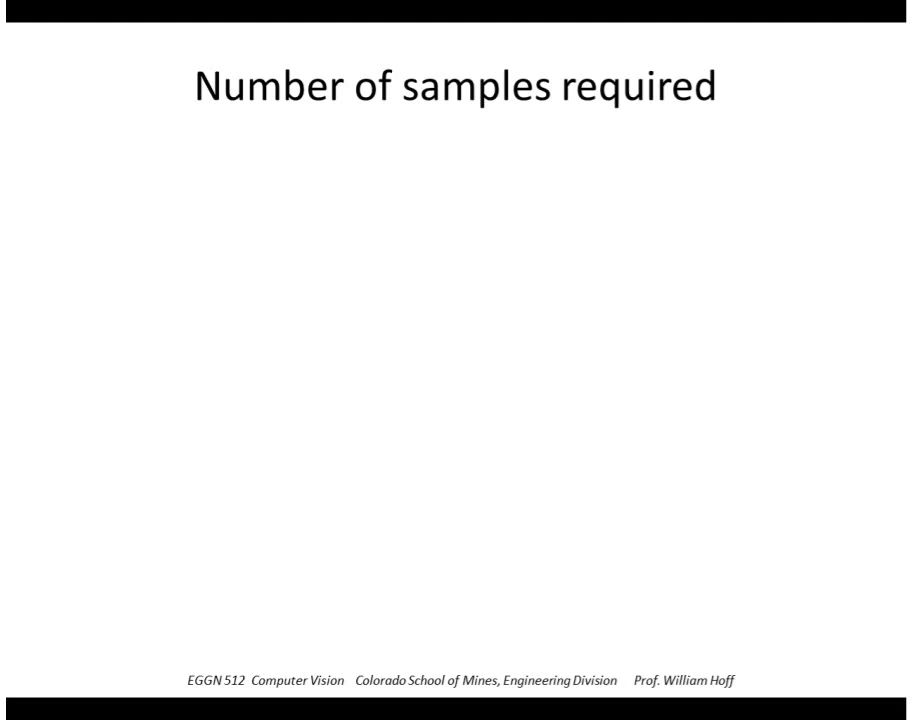 Number of samples required
EGGN 512 Computer Vision Colorado School of Mines, Engineering Division Prof. William Hoff